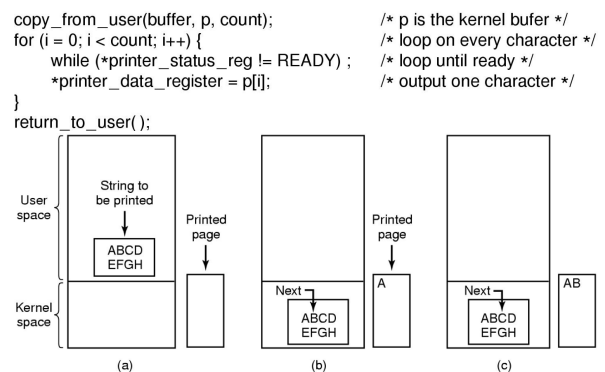 copy_from_user(buffer, p, count); /* p is the kernel bufer */
for (i = 0; i < count; i++) { /* loop on every character */
while (*printer_status_reg != READY) ; /* loop until ready */
*printer_data_register = p[i]; /* output one character */
}
return_to_user( );
User
space
String to
be printed
ABCD
EFGH
Printed
page
Kernel
space
(a)
Next
ABCD
EFGH
Printed
page
A
(b)
Next
ABCD
EFGH
AB
(c)